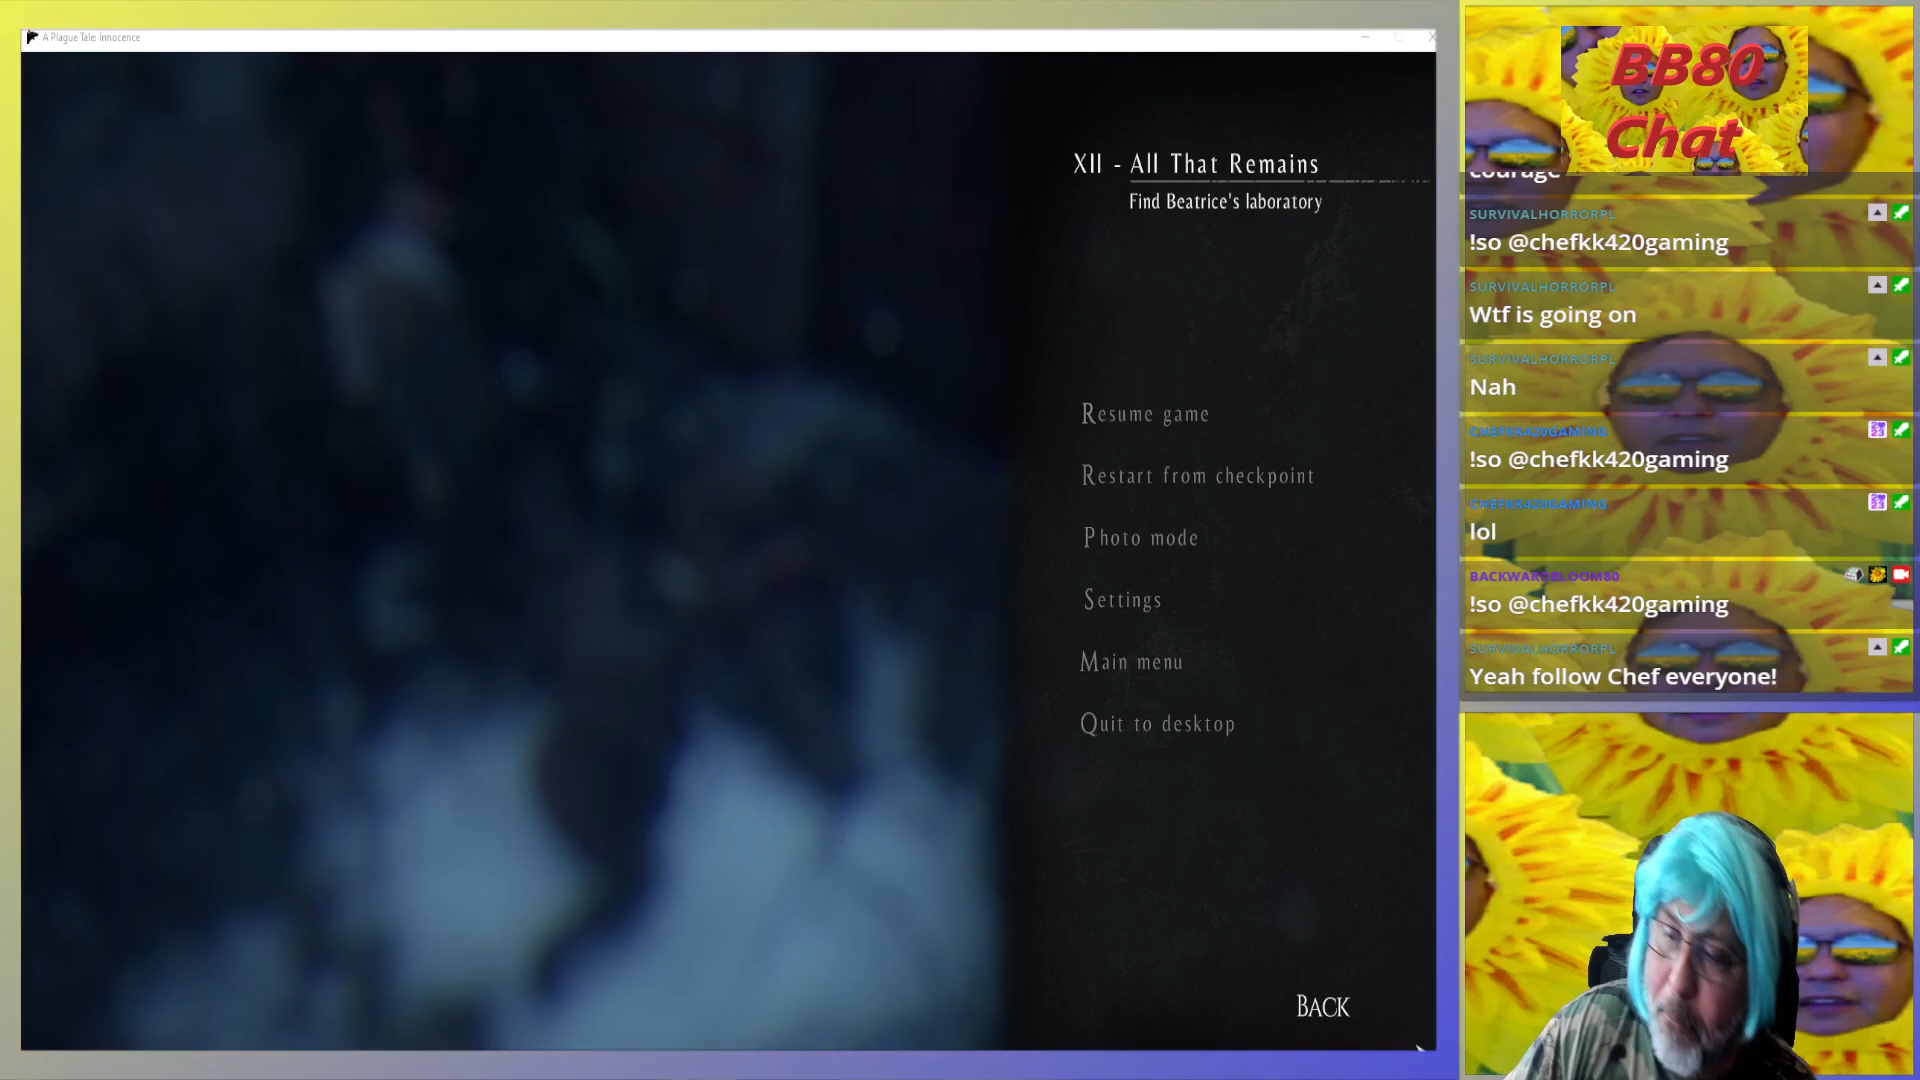 A Plague Tale: Innocence
XII - All That Remains
Find Beatrice's laboratory
Resume game
Restart from checkpoint
Photo mode
Settings
Main menu
Quit to desktop
BACK
BB80
Chat
courage
SURVIVALHORRORPL
!so @chefkk420gaming
SURVIVALHORRORPL
Wtf is going on
SURVIVALHORRORPL
Nah
CHEFKK420GAMING
!so @chefkk420gaming
CHEFKK420GAMING
lol
BACKWARDBLOOM80
!so @chefkk420gaming
SURVIVALHORRORPL
Yeah follow Chef everyone!